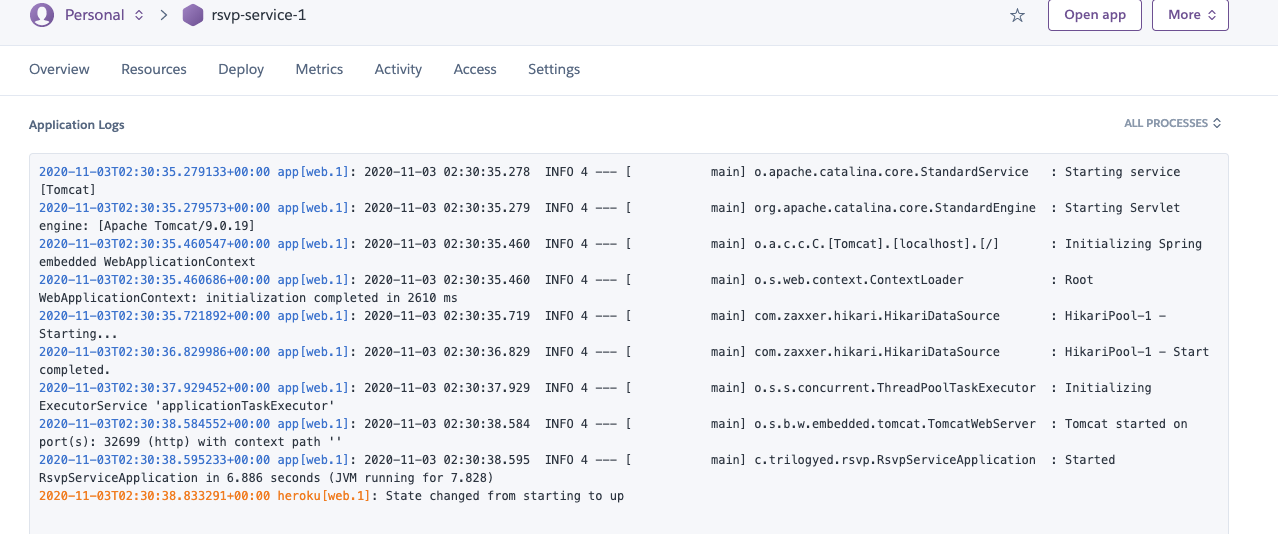 Personal rsvp-service-1 Open app More
Overview Resources Deploy Metrics Activity Access Settings
Application Logs ALL PROCESSES
2020-11-03T02:30:35.279133+00:00 app[web.1]: 2020-11-03 02:30:35.278  INFO 4 --- [           main] o.apache.catalina.core.StandardService   : Starting service
[Tomcat]
2020-11-03T02:30:35.279573+00:00 app[web.1]: 2020-11-03 02:30:35.279  INFO 4 --- [           main] org.apache.catalina.core.StandardEngine  : Starting Servlet
engine: [Apache Tomcat/9.0.19]
2020-11-03T02:30:35.460547+00:00 app[web.1]: 2020-11-03 02:30:35.460  INFO 4 --- [           main] o.a.c.c.C.[Tomcat].[localhost].[/]       : Initializing Spring
embedded WebApplicationContext
2020-11-03T02:30:35.460686+00:00 app[web.1]: 2020-11-03 02:30:35.460  INFO 4 --- [           main] o.s.web.context.ContextLoader            : Root
WebApplicationContext: initialization completed in 2610 ms
2020-11-03T02:30:35.721892+00:00 app[web.1]: 2020-11-03 02:30:35.719  INFO 4 --- [           main] com.zaxxer.hikari.HikariDataSource       : HikariPool-1 -
Starting...
2020-11-03T02:30:36.829986+00:00 app[web.1]: 2020-11-03 02:30:36.829  INFO 4 --- [           main] com.zaxxer.hikari.HikariDataSource       : HikariPool-1 - Start
completed.
2020-11-03T02:30:37.929452+00:00 app[web.1]: 2020-11-03 02:30:37.929  INFO 4 --- [           main] o.s.s.concurrent.ThreadPoolTaskExecutor  : Initializing
ExecutorService 'applicationTaskExecutor'
2020-11-03T02:30:38.584552+00:00 app[web.1]: 2020-11-03 02:30:38.584  INFO 4 --- [           main] o.s.b.w.embedded.tomcat.TomcatWebServer  : Tomcat started on
port(s): 32699 (http) with context path ''
2020-11-03T02:30:38.595233+00:00 app[web.1]: 2020-11-03 02:30:38.595  INFO 4 --- [           main] c.trilogyed.rsvp.RsvpServiceApplication  : Started
RsvpServiceApplication in 6.886 seconds (JVM running for 7.828)
2020-11-03T02:30:38.833291+00:00 heroku[web.1]: State changed from starting to up